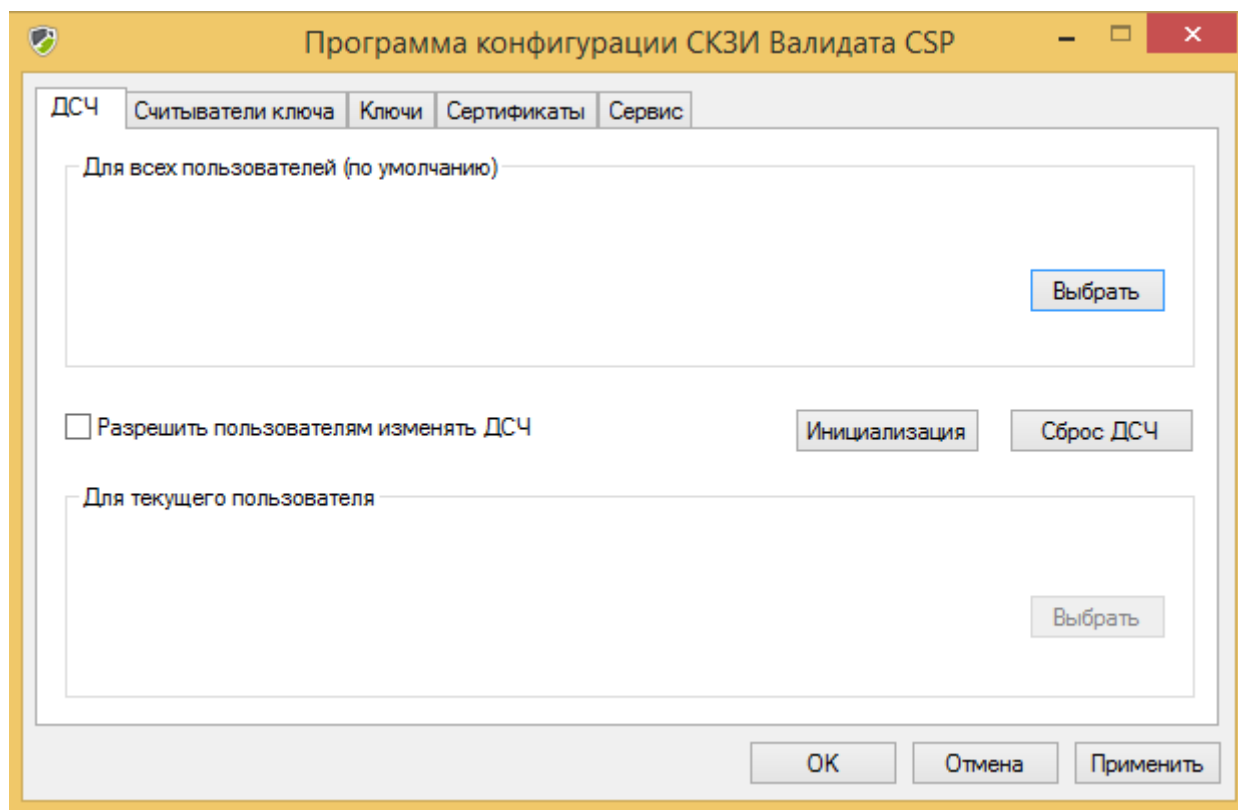 Программа конфигурации СКЗИ Валидата CSP
ДСЧ
Считыватели ключа
Ключи
Сертификаты
Сервис
Для всех пользователей (по умолчанию)
Выбрать
Разрешить пользователям изменять ДСЧ
Инициализация
Сброс ДСЧ
Для текущего пользователя
Выбрать
OK
Отмена
Применить